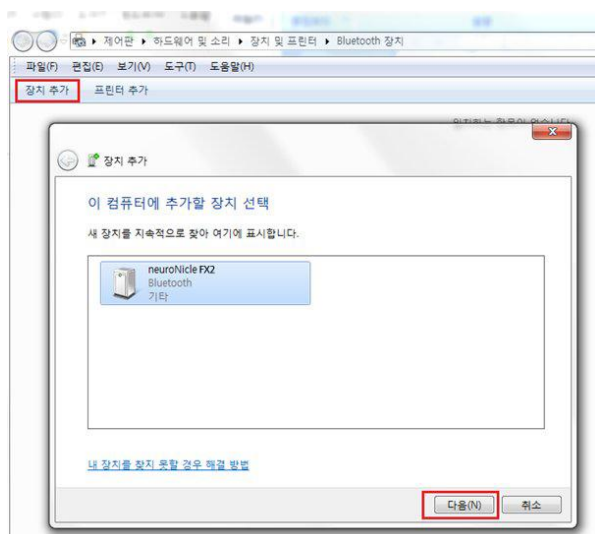 제어판 ▸ 하드웨어 및 소리 ▸ 장치 및 프린터 ▸ Bluetooth 장치
파일(F) 편집(E) 보기(V) 도구(T) 도움말(H)
장치 추가 프린터 추가
장치 추가
이 컴퓨터에 추가할 장치 선택
새 장치를 지속적으로 찾아 여기에 표시합니다.
neuroNicle FX2
Bluetooth
기타
내 장치를 찾지 못할 경우 해결 방법
다음(N) 취소